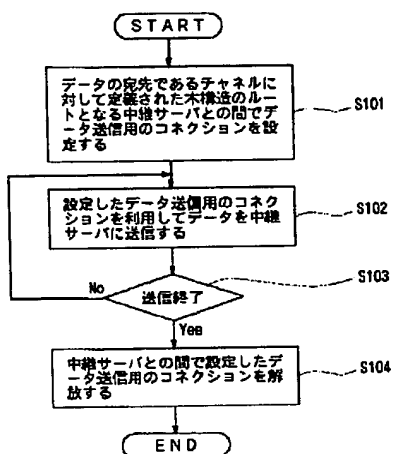 START
データの宛先であるチャネルに
対して定義された木構造のルー
トとなる中継サーバとの間でデ
ータ送信用のコネクションを設
定する
S101
設定したデータ送信用のコネク
ションを利用してデータを中継
サーバに送信する
S102
送信終了
S103
No
Yes
中継サーバとの間で設定したデ
ータ送信用のコネクションを解
放する
S104
END